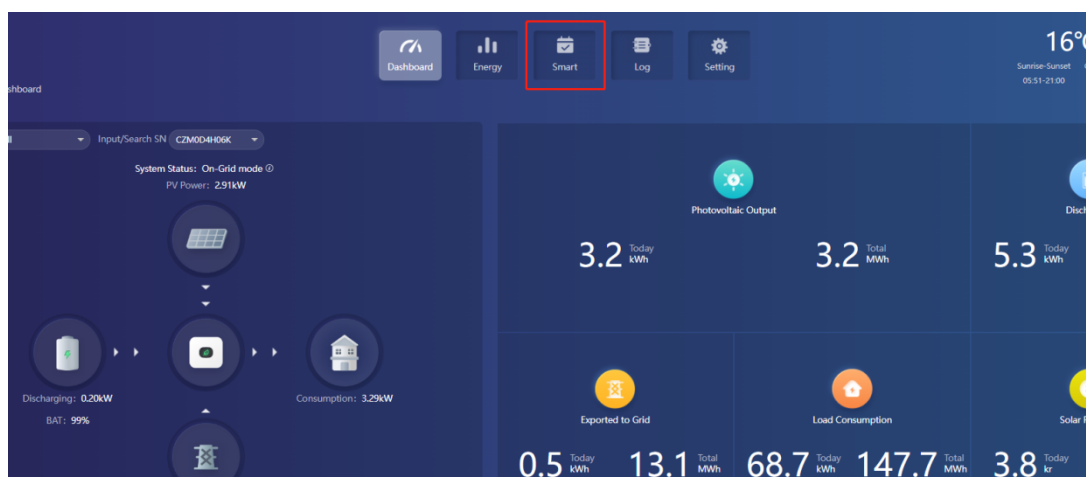 16°
Dashboard Energy Smart Log Setting
Sunrise-Sunset
05:51-21:00
Input/Search SN CZM0D4H06K
System Status: On-Grid mode
PV Power: 2.91kW
Photovoltaic Output
3.2 Today kWh 3.2 Total MWh 5.3 Today kWh
Discharging: 0.20kW
BAT: 99%
Consumption: 3.29kW
Exported to Grid
Load Consumption
Solar
0.5 Today kWh 13.1 Total MWh 68.7 Today kWh 147.7 Total MWh 3.8 Today kr